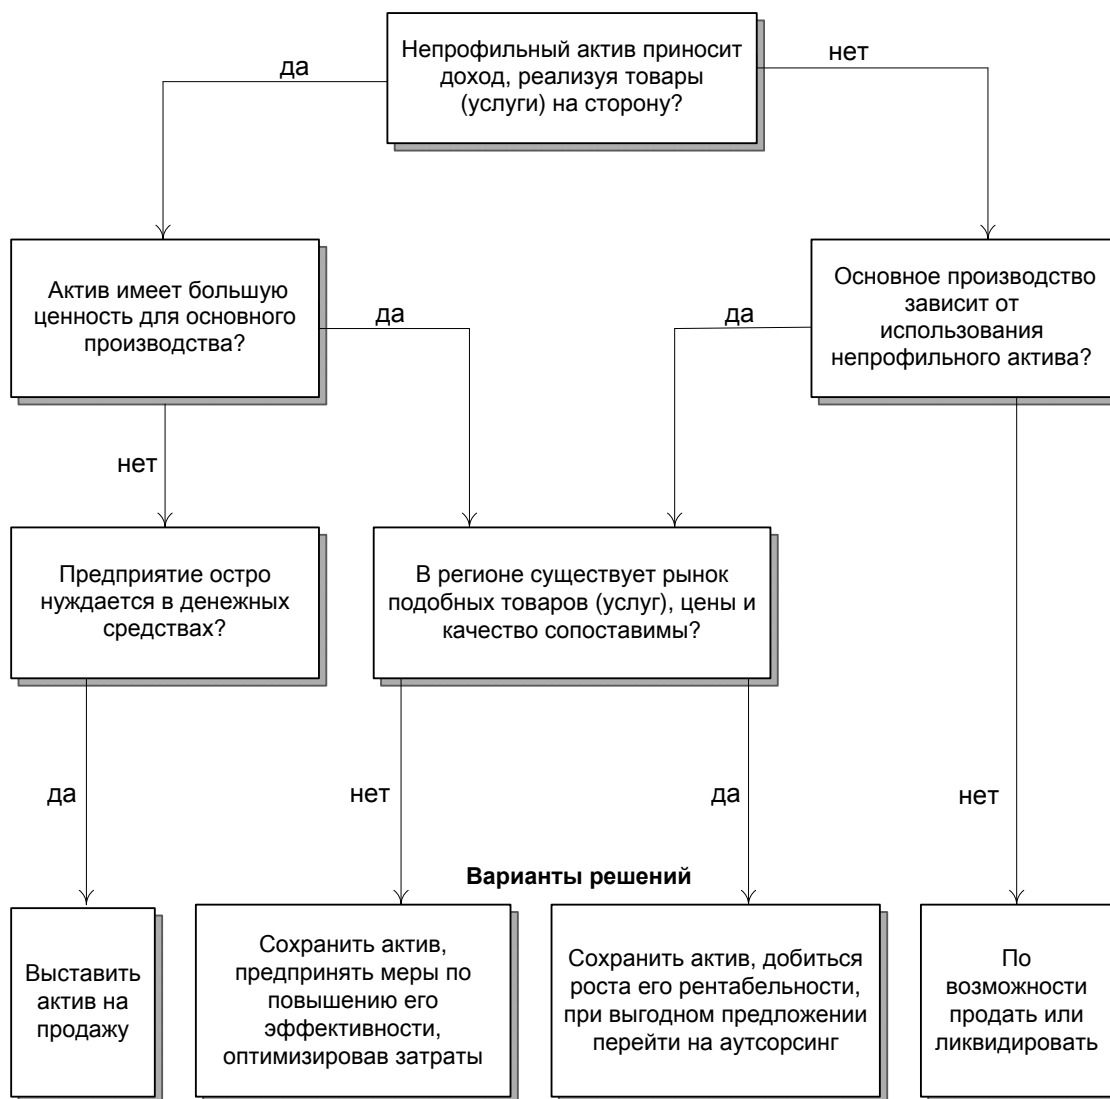 Непрофильный актив приносит
доход, реализуя товары
(услуги) на сторону?
да
нет
Актив имеет большую
ценность для основного
производства?
да
да
Основное производство
зависит от
использования
непрофильного актива?
нет
Предприятие остро
нуждается в денежных
средствах?
В регионе существует рынок
подобных товаров (услуг), цены и
качество сопоставимы?
да
нет
да
нет
Варианты решений
Выставить
актив на
продажу
Сохранить актив,
предпринять меры по
повышению его
эффективности,
оптимизировав затраты
Сохранить актив, добиться
роста его рентабельности,
при выгодном предложении
перейти на аутсорсинг
По
возможности
продать или
ликвидировать